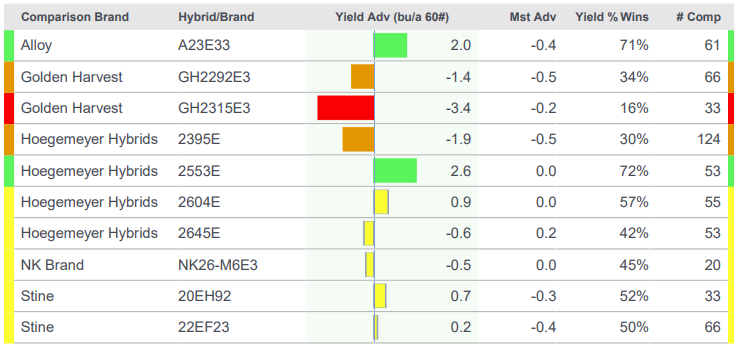 Comparison Brand Hybrid/Brand Yield Adv (bu/a 60#) Mst Adv Yield % Wins # Comp
Alloy A23E33 2.0 -0.4 71% 61
Golden Harvest GH2292E3 -1.4 -0.5 34% 66
Golden Harvest GH2315E3 -3.4 -0.2 16% 33
Hoegemeyer Hybrids 2395E -1.9 -0.5 30% 124
Hoegemeyer Hybrids 2553E 2.6 0.0 72% 53
Hoegemeyer Hybrids 2604E 0.9 0.0 57% 55
Hoegemeyer Hybrids 2645E -0.6 0.2 42% 53
NK Brand NK26-M6E3 -0.5 0.0 45% 20
Stine 20EH92 0.7 -0.3 52% 33
Stine 22EF23 0.2 -0.4 50% 66